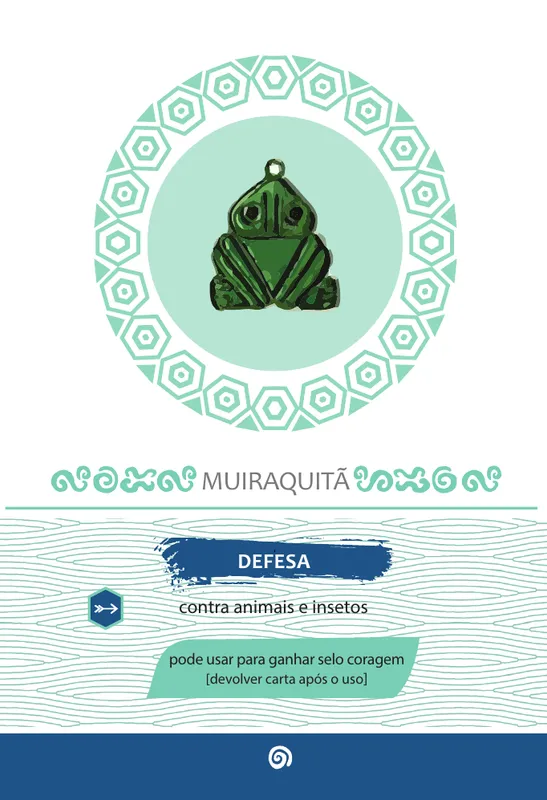 MUIRAQUITÃ
DEFESA
contra animais e insetos
pode usar para ganhar selo coragem
[devolver carta após o uso]